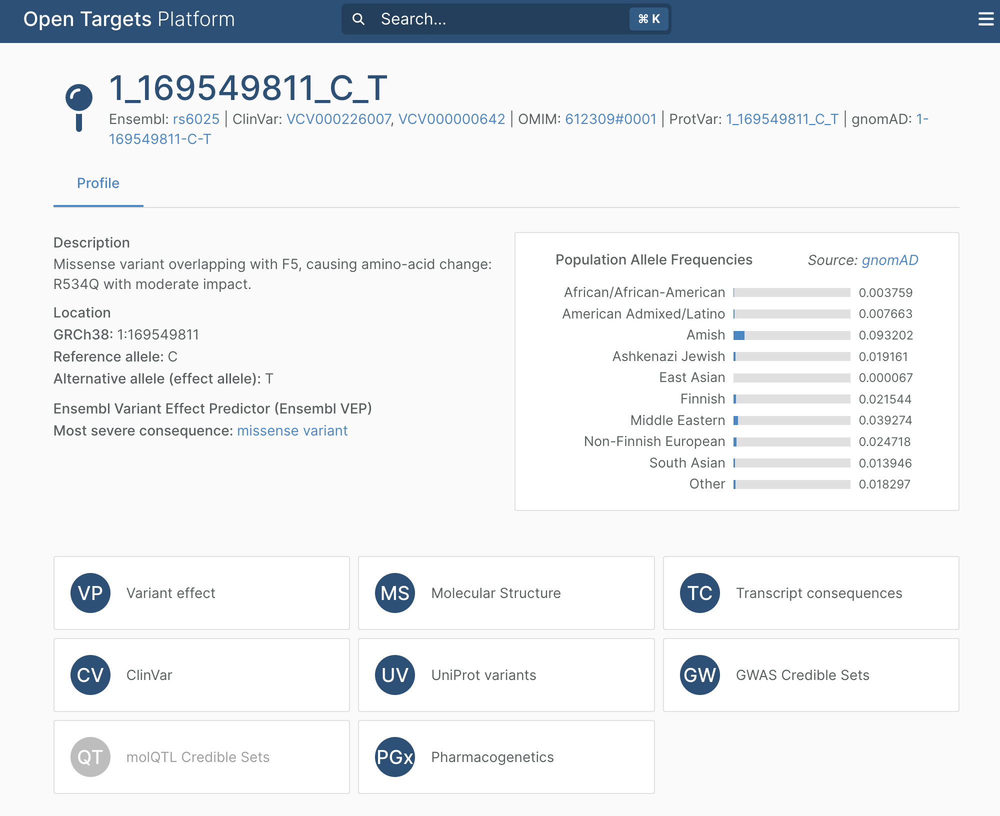 Open Targets Platform
Search...
⌘ K
1_169549811_C_T
Ensembl: rs6025 | ClinVar: VCV000226007, VCV000000642 | OMIM: 612309#0001 | ProtVar: 1_169549811_C_T | gnomAD: 1-
169549811-C-T
Profile
Description
Missense variant overlapping with F5, causing amino-acid change:
R534Q with moderate impact.
Location
GRCh38: 1:169549811
Reference allele: C
Alternative allele (effect allele): T
Ensembl Variant Effect Predictor (Ensembl VEP)
Most severe consequence: missense variant
Population Allele Frequencies Source: gnomAD
African/African-American 0.003759
American Admixed/Latino 0.007663
Amish 0.093202
Ashkenazi Jewish 0.019161
East Asian 0.000067
Finnish 0.021544
Middle Eastern 0.039274
Non-Finnish European 0.024718
South Asian 0.013946
Other 0.018297
VP Variant effect
MS Molecular Structure
TC Transcript consequences
CV ClinVar
UV UniProt variants
GW GWAS Credible Sets
QT molQTL Credible Sets
PGx Pharmacogenetics